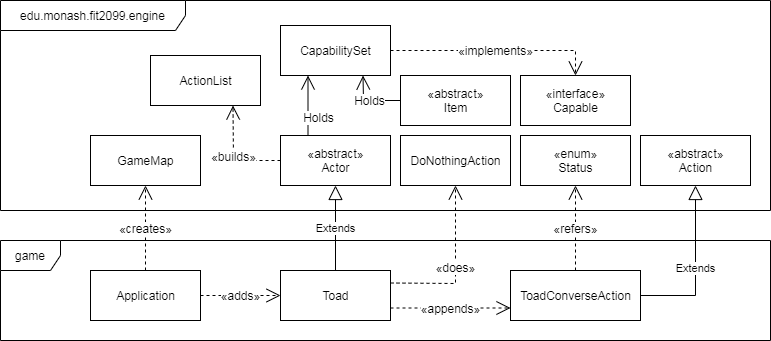 edu.monash.fit2099.engine
CapabilitySet
«implements»
ActionList
Holds
«abstract»
Item
«interface»
Capable
Holds
GameMap
«builds»
«abstract»
Actor
DoNothingAction
«enum»
Status
«abstract»
Action
«creates»
Extends
«refers»
game
«does»
Extends
Application
«adds»
Toad
«appends»
ToadConverseAction